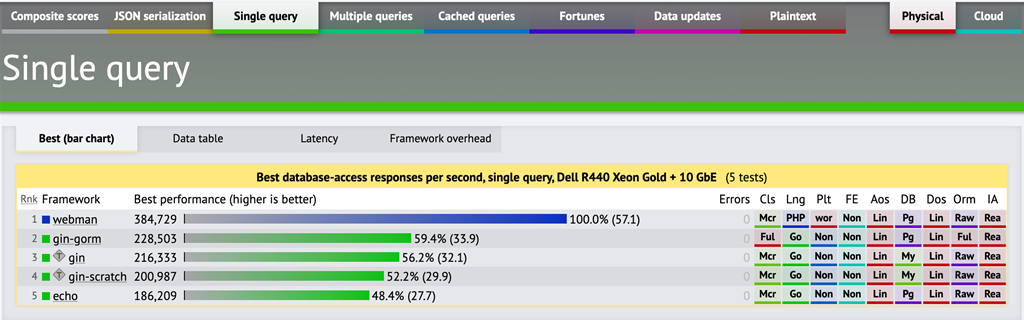 Composite scores JSON serialization Single query Multiple queries Cached queries Fortunes Data updates Plaintext Physical Cloud
Single query
Best (bar chart) Data table Latency Framework overhead
Best database-access responses per second, single query, Dell R440 Xeon Gold + 10 GbE (5 tests)
Rnk Framework Best performance (higher is better) Errors Cls Lng Plt FE Aos DB Dos Orm IA
1 webman 384,729 100.0% (57.1) 0 Mcr PHP wor Non Lin Pg Lin Raw Rea
2 gin-gorm 228,503 59.4% (33.9) 0 Ful Go Non Non Lin Pg Lin Ful Rea
3 T gin 216,333 56.2% (32.1) 0 Mcr Go Non Non Lin My Lin Raw Rea
4 T gin-scratch 200,987 52.2% (29.9) 0 Mcr Go Non Non Lin My Lin Raw Rea
5 echo 186,209 48.4% (27.7) 0 Mcr Go Non Non Lin Pg Lin Raw Rea